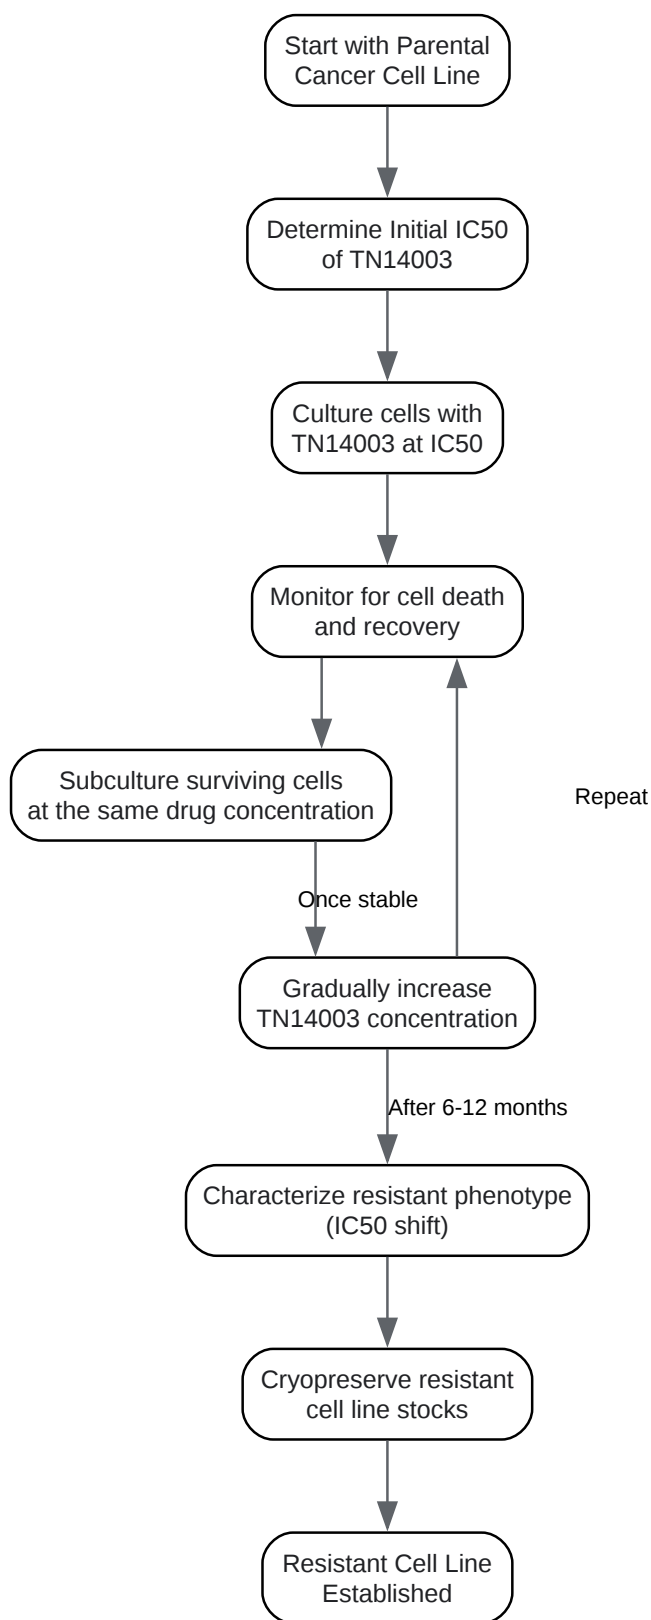 Start with Parental
Cancer Cell Line
Determine Initial IC50
of TN14003
Culture cells with
TN14003 at IC50
Monitor for cell death
and recovery
Subculture surviving cells
at the same drug concentration
Repeat
Once stable
Gradually increase
TN14003 concentration
After 6-12 months
Characterize resistant phenotype
(IC50 shift)
Cryopreserve resistant
cell line stocks
Resistant Cell Line
Established